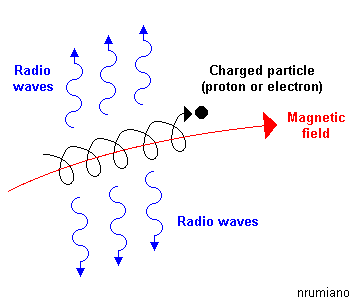 Radio
waves
Charged particle
(proton or electron)
Magnetic
field
Radio waves
nrumiano